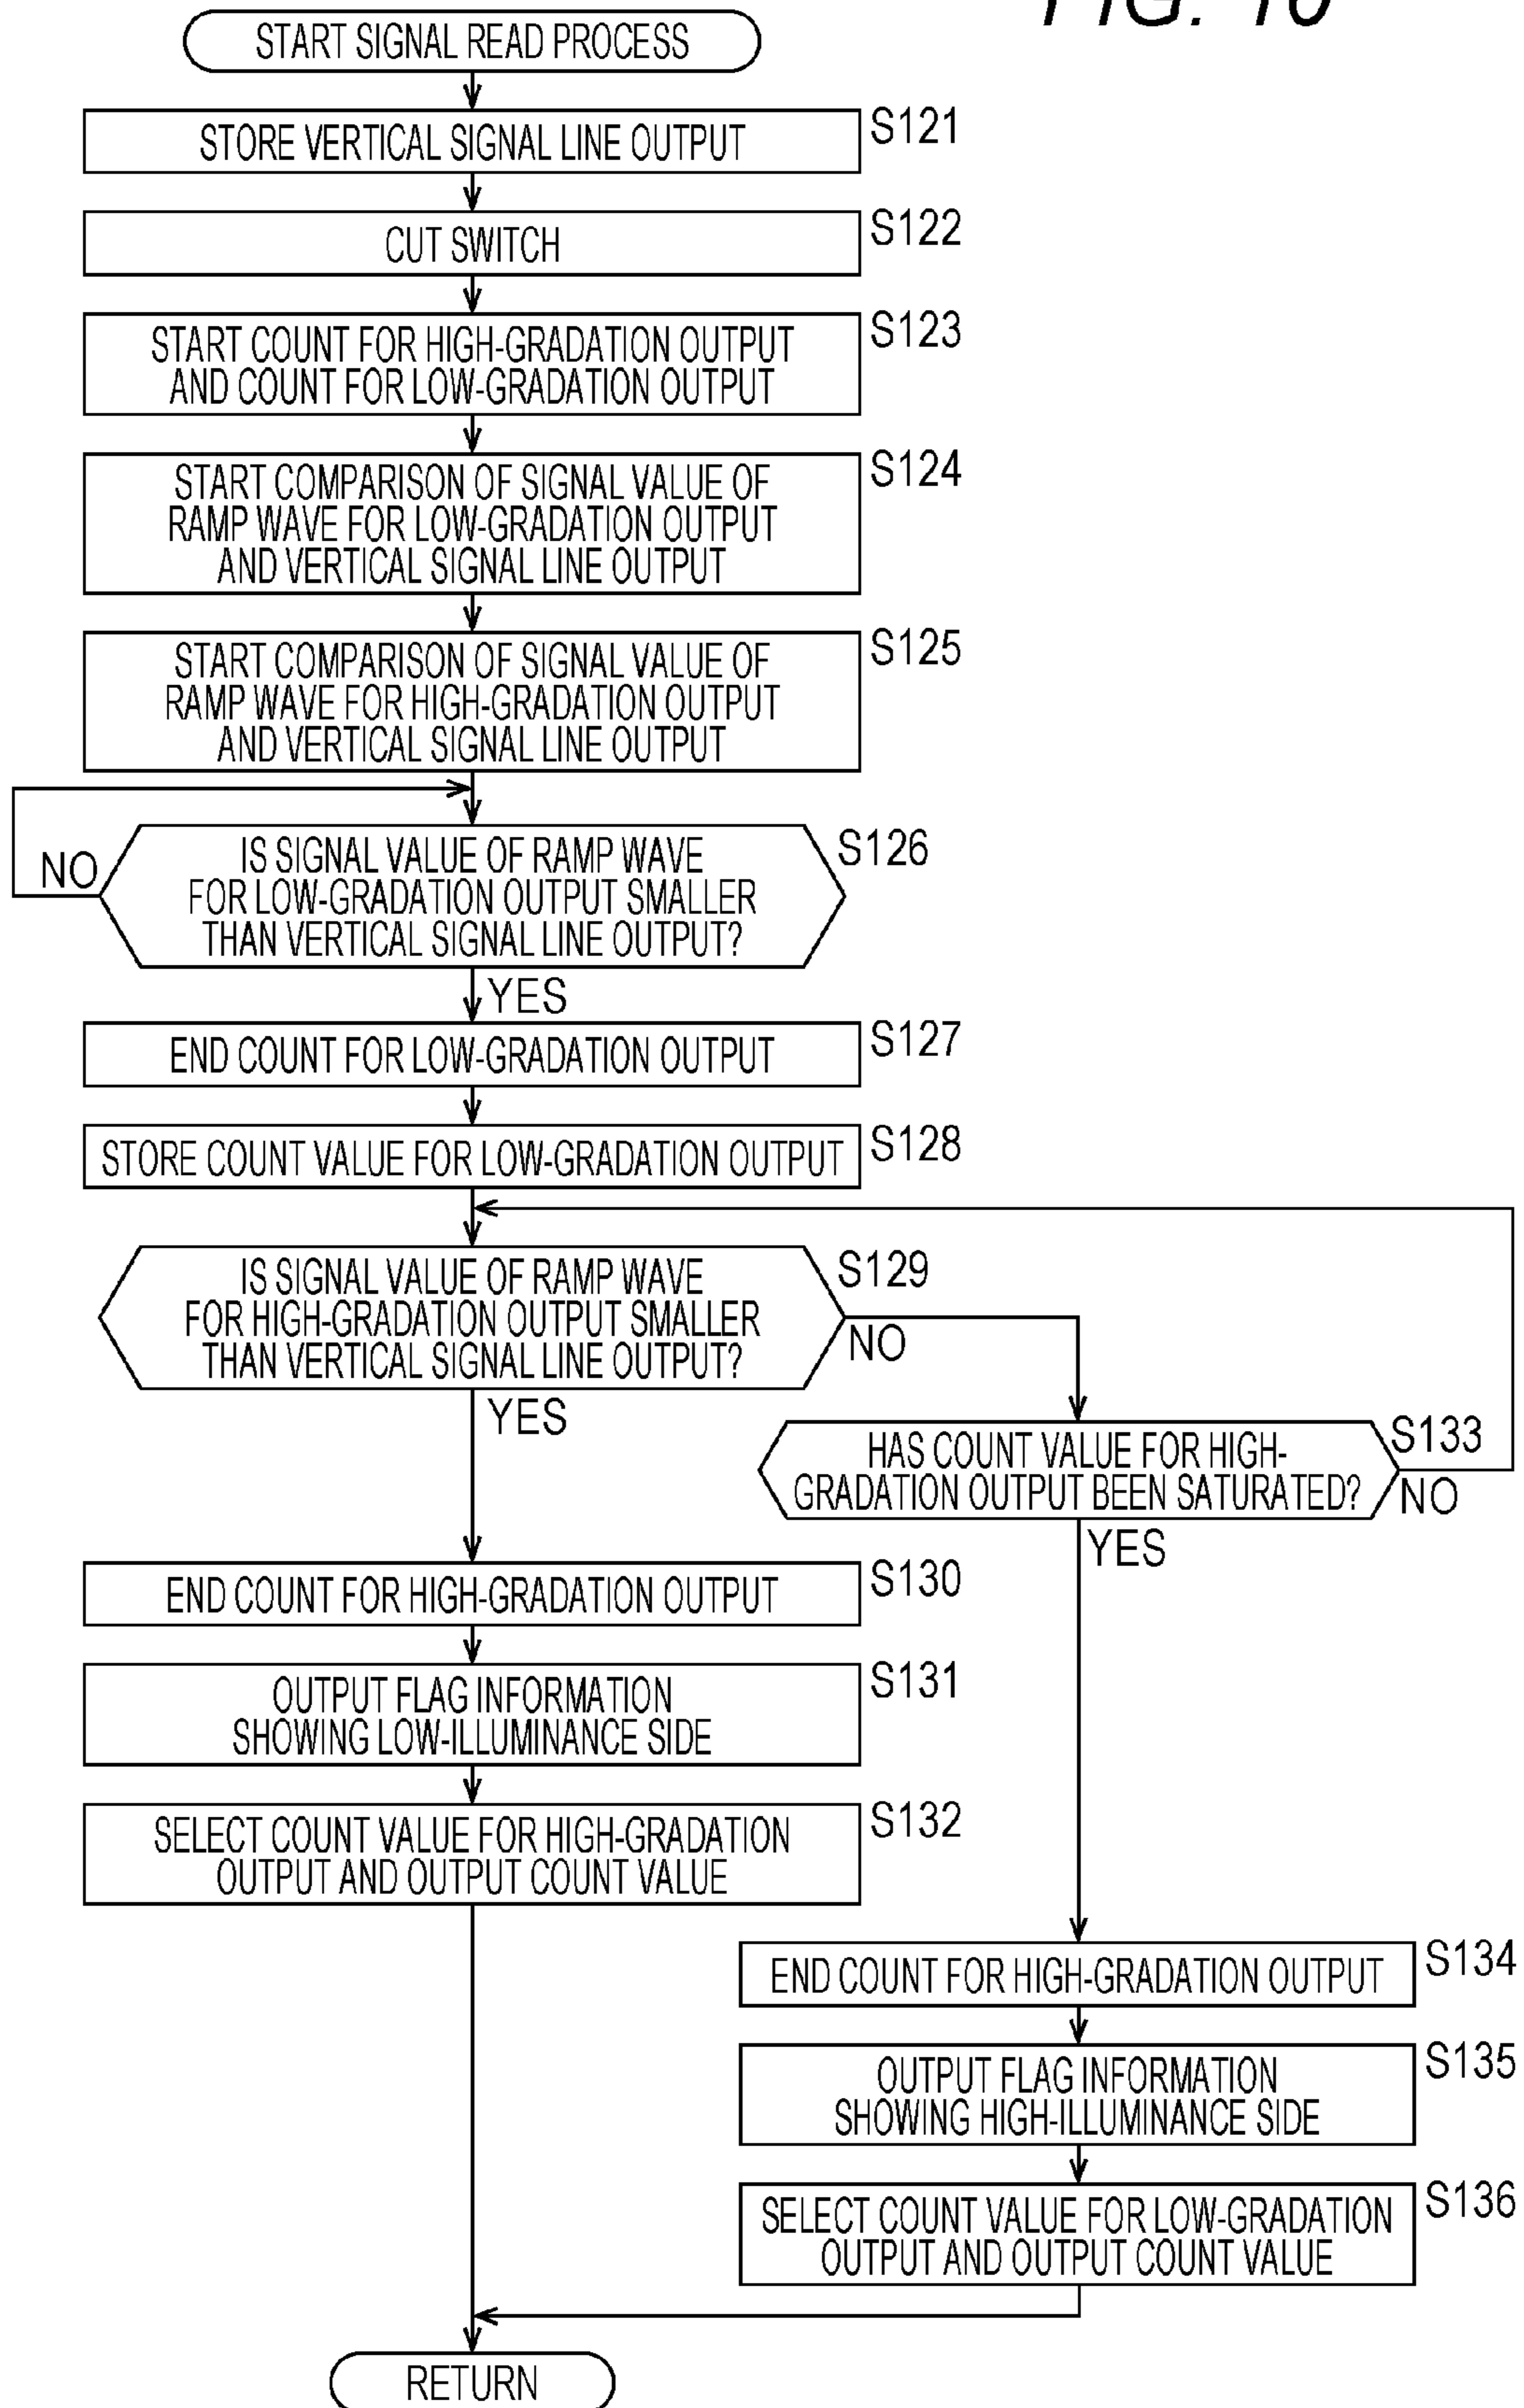 FIG. 10
START SIGNAL READ PROCESS
STORE VERTICAL SIGNAL LINE OUTPUT
S121
CUT SWITCH
S122
START COUNT FOR HIGH-GRADATION OUTPUT
AND COUNT FOR LOW-GRADATION OUTPUT
S123
START COMPARISON OF SIGNAL VALUE OF
RAMP WAVE FOR LOW-GRADATION OUTPUT
AND VERTICAL SIGNAL LINE OUTPUT
S124
START COMPARISON OF SIGNAL VALUE OF
RAMP WAVE FOR HIGH-GRADATION OUTPUT
AND VERTICAL SIGNAL LINE OUTPUT
S125
IS SIGNAL VALUE OF RAMP WAVE
FOR LOW-GRADATION OUTPUT SMALLER
THAN VERTICAL SIGNAL LINE OUTPUT?
S126
NO
YES
END COUNT FOR LOW-GRADATION OUTPUT
S127
STORE COUNT VALUE FOR LOW-GRADATION OUTPUT
S128
IS SIGNAL VALUE OF RAMP WAVE
FOR HIGH-GRADATION OUTPUT SMALLER
THAN VERTICAL SIGNAL LINE OUTPUT?
S129
NO
YES
HAS COUNT VALUE FOR HIGH-
GRADATION OUTPUT BEEN SATURATED?
S133
NO
YES
END COUNT FOR HIGH-GRADATION OUTPUT
S130
OUTPUT FLAG INFORMATION
SHOWING LOW-ILLUMINANCE SIDE
S131
SELECT COUNT VALUE FOR HIGH-GRADATION
OUTPUT AND OUTPUT COUNT VALUE
S132
END COUNT FOR HIGH-GRADATION OUTPUT
S134
OUTPUT FLAG INFORMATION
SHOWING HIGH-ILLUMINANCE SIDE
S135
SELECT COUNT VALUE FOR LOW-GRADATION
OUTPUT AND OUTPUT COUNT VALUE
S136
RETURN